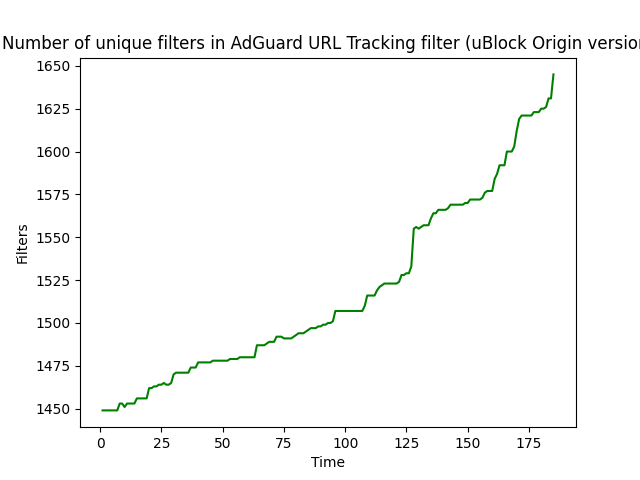 Number of unique filters in AdGuard URL Tracking filter (uBlock Origin version
1650
1625
1600
1575
1550
1525
1500
1475
1450
Filters
0 25 50 75 100 125 150 175
Time